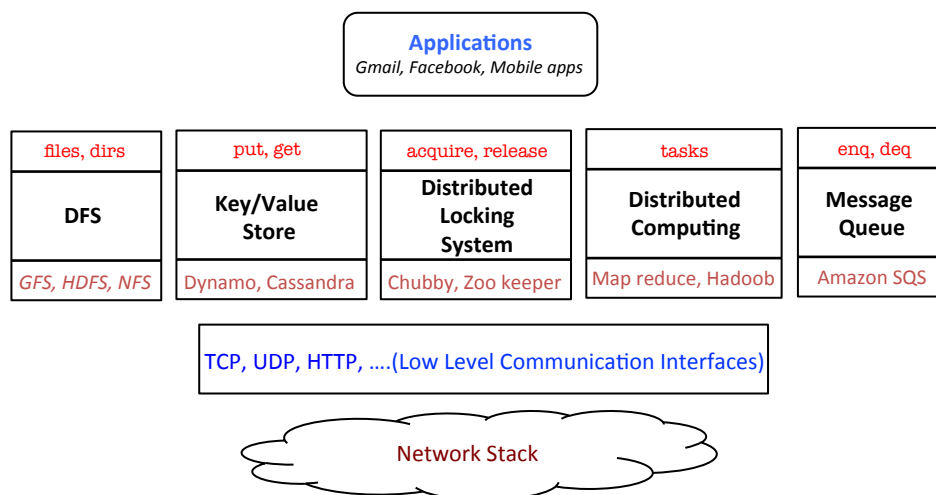 Applications
Gmail, Facebook, Mobile apps
files, dirs
DFS
GFS, HDFS, NFS
put, get
Key/Value
Store
Dynamo, Cassandra
acquire, release
Distributed
Locking
System
Chubby, Zoo keeper
tasks
Distributed
Computing
Map reduce, Hadoob
enq, deq
Message
Queue
Amazon SQS
TCP, UDP, HTTP, ....(Low Level Communication Interfaces)
Network Stack